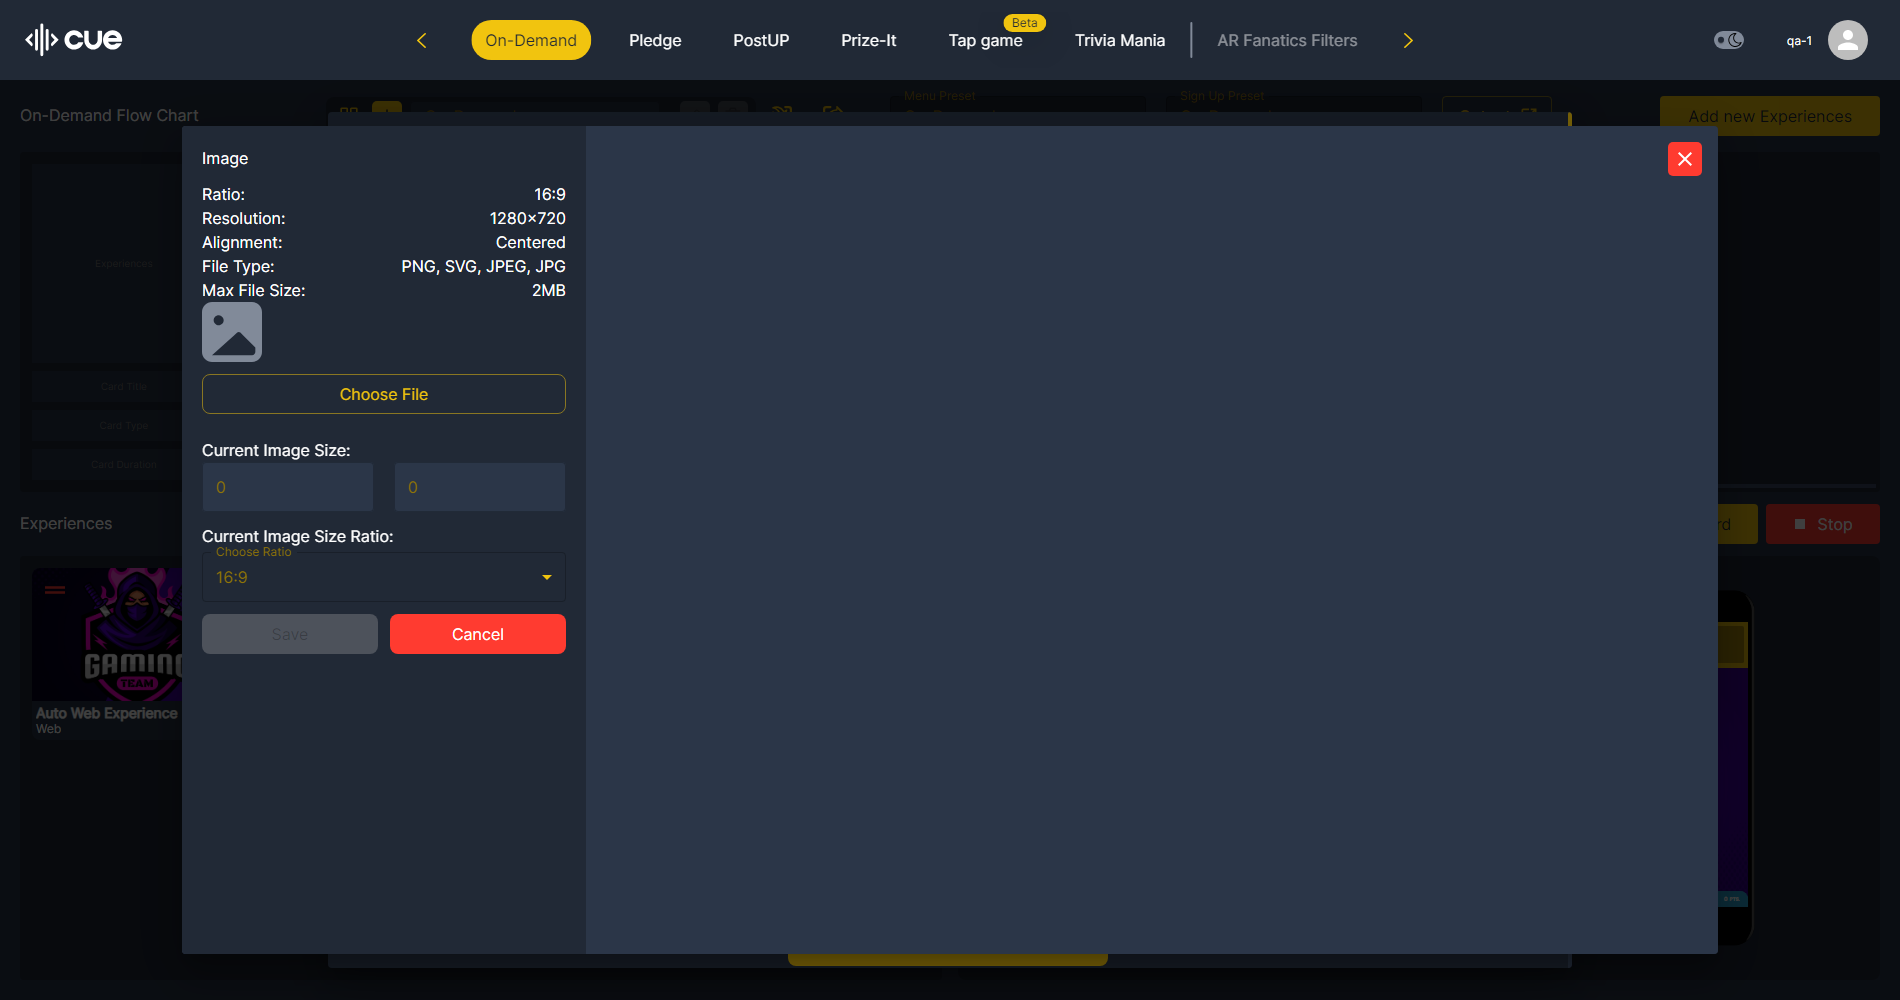 cue
On-Demand
Pledge
PostUP
Prize-It
Beta
Tap game
Trivia Mania
AR Fanatics Filters
qa-1
On-Demand Flow Chart
Menu Preset
Sign Up Preset
Add new Experiences
Experiences
Card Title
Card Type
Card Duration
Image
Ratio: 16:9
Resolution: 1280×720
Alignment: Centered
File Type: PNG, SVG, JPEG, JPG
Max File Size: 2MB
Choose File
Current Image Size:
0 0
Current Image Size Ratio:
Choose Ratio
16:9
Save Cancel
Experiences
Stop
GAMING
TEAM
Auto Web Experience
Web